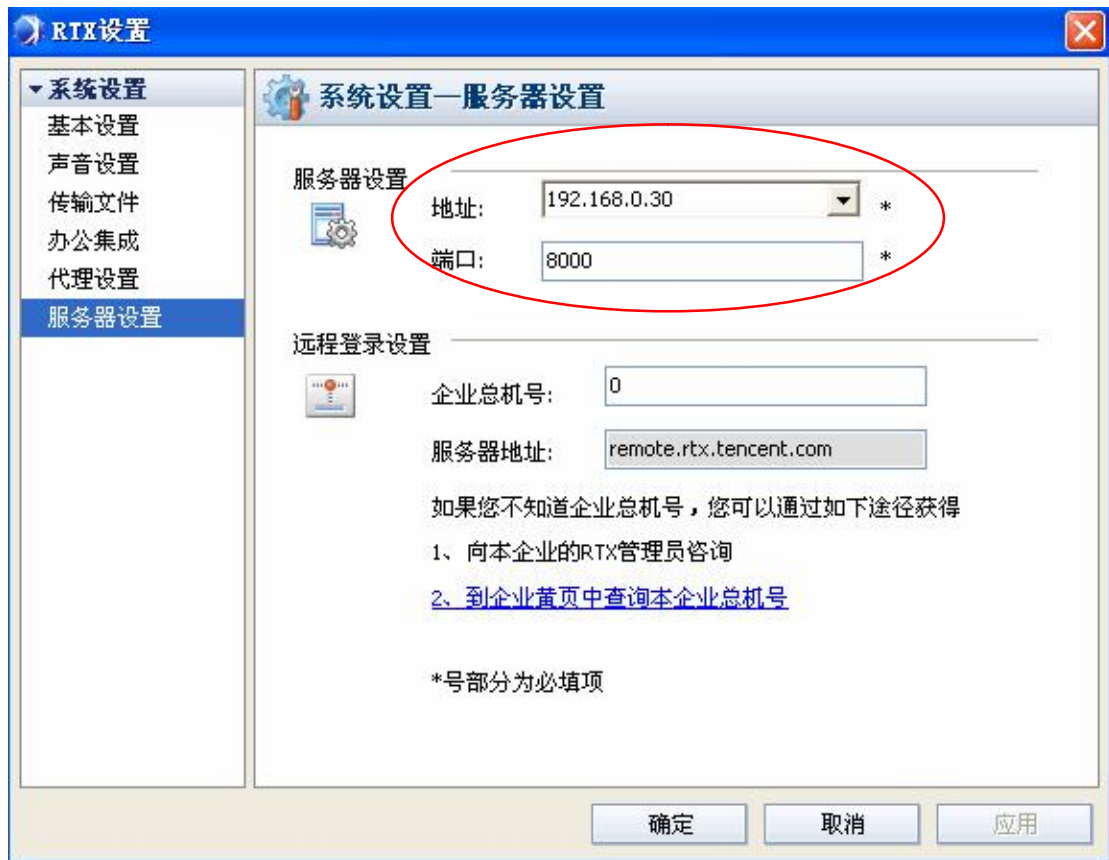 RTX设置
系统设置
基本设置
声音设置
传输文件
办公集成
代理设置
服务器设置
系统设置—服务器设置
服务器设置
地址: 192.168.0.30 *
端口: 8000 *
远程登录设置
企业总机号: 0
服务器地址: remote.rtx.tencent.com
如果您不知道企业总机号，您可以通过如下途径获得
1、向本企业的RTX管理员咨询
2、到企业黄页中查询本企业总机号
*号部分为必填项
确定 取消 应用